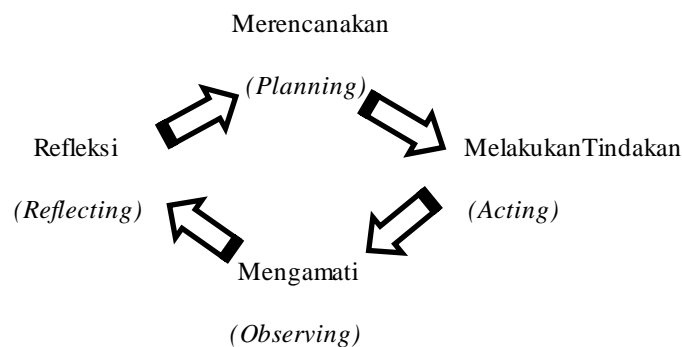 Merencanakan
(Planning)
Refleksi
(Reflecting)
MelakukanTindakan
(Acting)
Mengamati
(Observing)